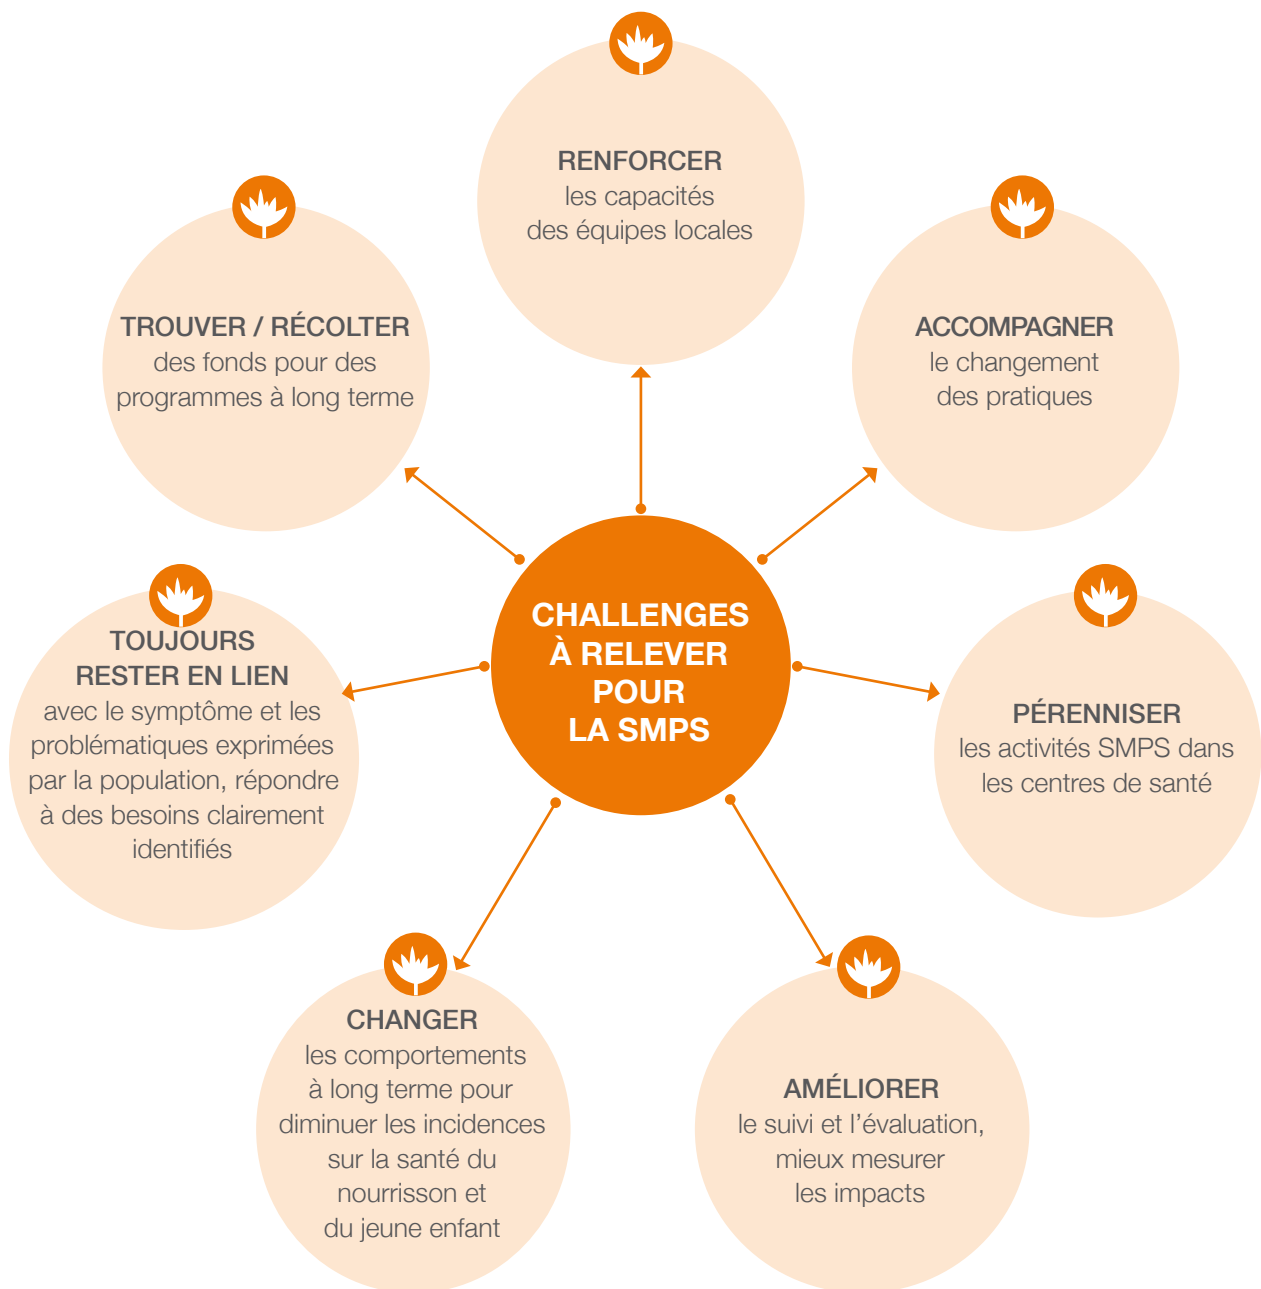 RENFORCER
les capacités
des équipes locales
TROUVER / RÉCOLTER
des fonds pour des
programmes à long terme
ACCOMPAGNER
le changement
des pratiques
CHALLENGES
À RELEVER
POUR
LA SMPS
TOUJOURS
RESTER EN LIEN
avec le symptôme et les
problématiques exprimées
par la population, répondre
à des besoins clairement
identifiés
PÉRENNISER
les activités SMPS dans
les centres de santé
CHANGER
les comportements
à long terme pour
diminuer les incidences
sur la santé du
nourrisson et
du jeune enfant
AMÉLIORER
le suivi et l’évaluation,
mieux mesurer
les impacts